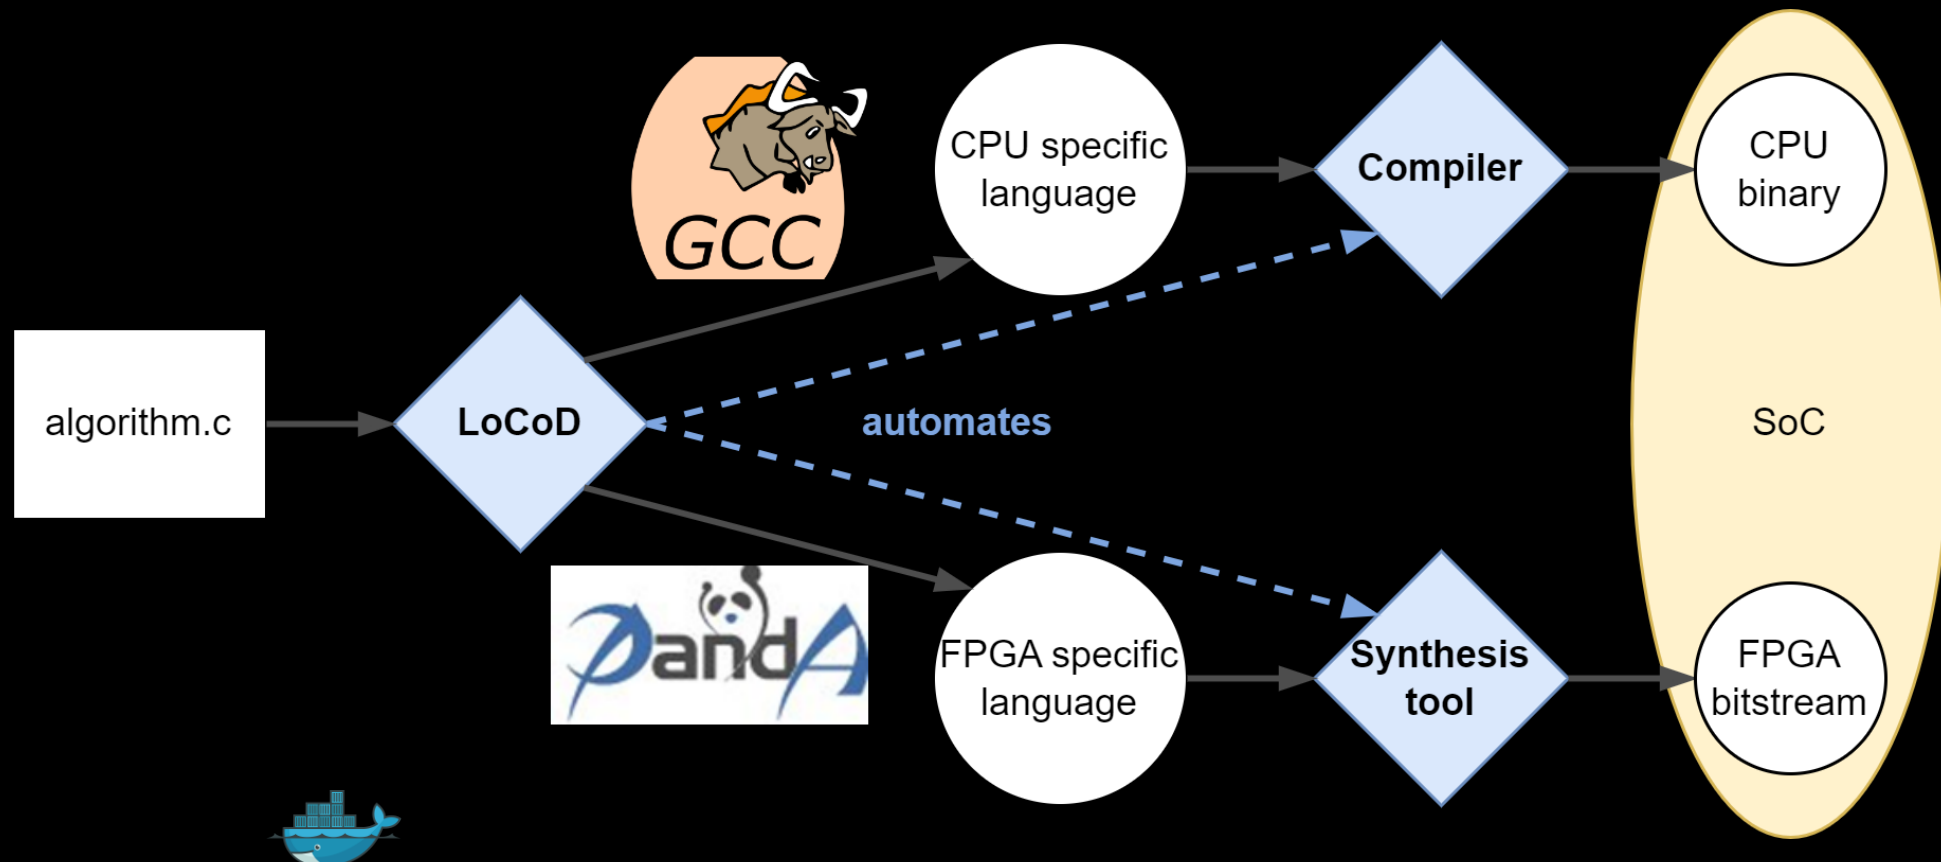 GCC
CPU specific
language
Compiler
CPU
binary
algorithm.c
LoCoD
automates
SoC
PandA
FPGA specific
language
Synthesis
tool
FPGA
bitstream